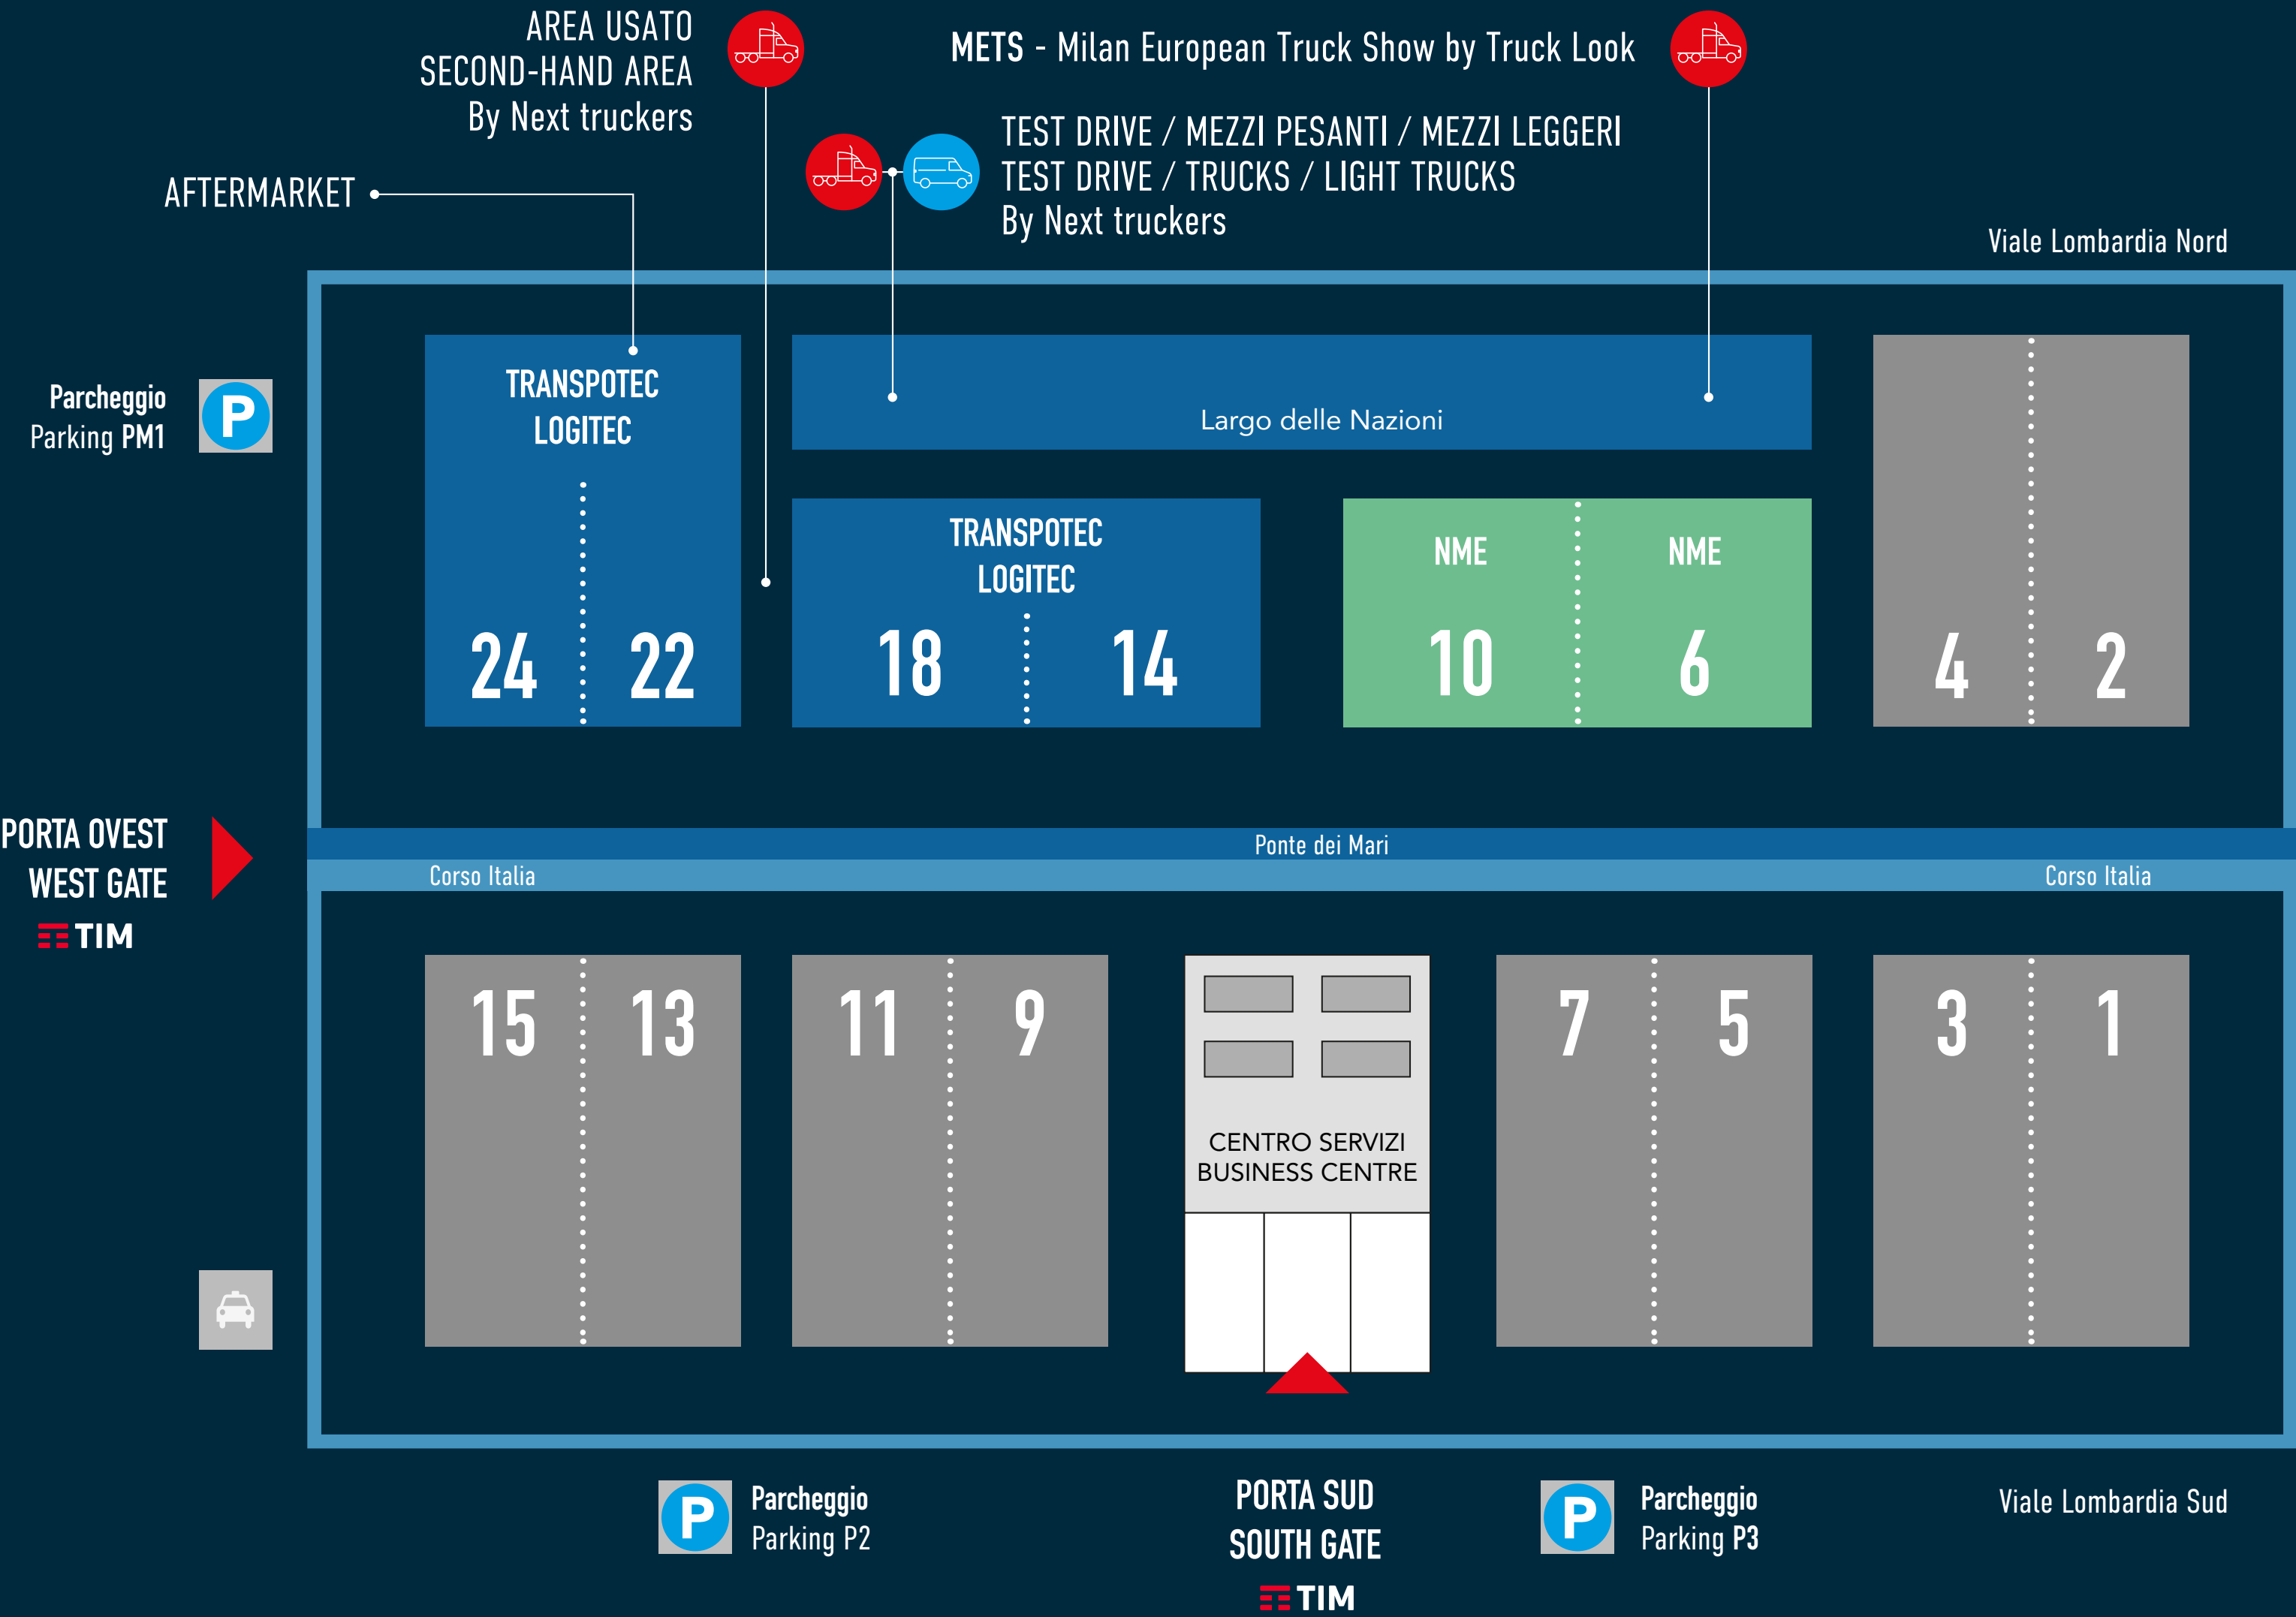 AREA USATO
SECOND-HAND AREA
By Next truckers
METS - Milan European Truck Show by Truck Look
TEST DRIVE / MEZZI PESANTI / MEZZI LEGGERI
TEST DRIVE / TRUCKS / LIGHT TRUCKS
By Next truckers
AFTERMARKET
Viale Lombardia Nord
Parcheggio
Parking PM1
P
TRANSPOTEC
LOGITEC
24
22
Largo delle Nazioni
TRANSPOTEC
LOGITEC
18
14
NME
10
NME
6
4
2
PORTA OVEST
WEST GATE
TIM
Ponte dei Mari
Corso Italia
Corso Italia
15
13
11
9
CENTRO SERVIZI
BUSINESS CENTRE
7
5
3
1
P
Parcheggio
Parking P2
PORTA SUD
SOUTH GATE
TIM
P
Parcheggio
Parking P3
Viale Lombardia Sud